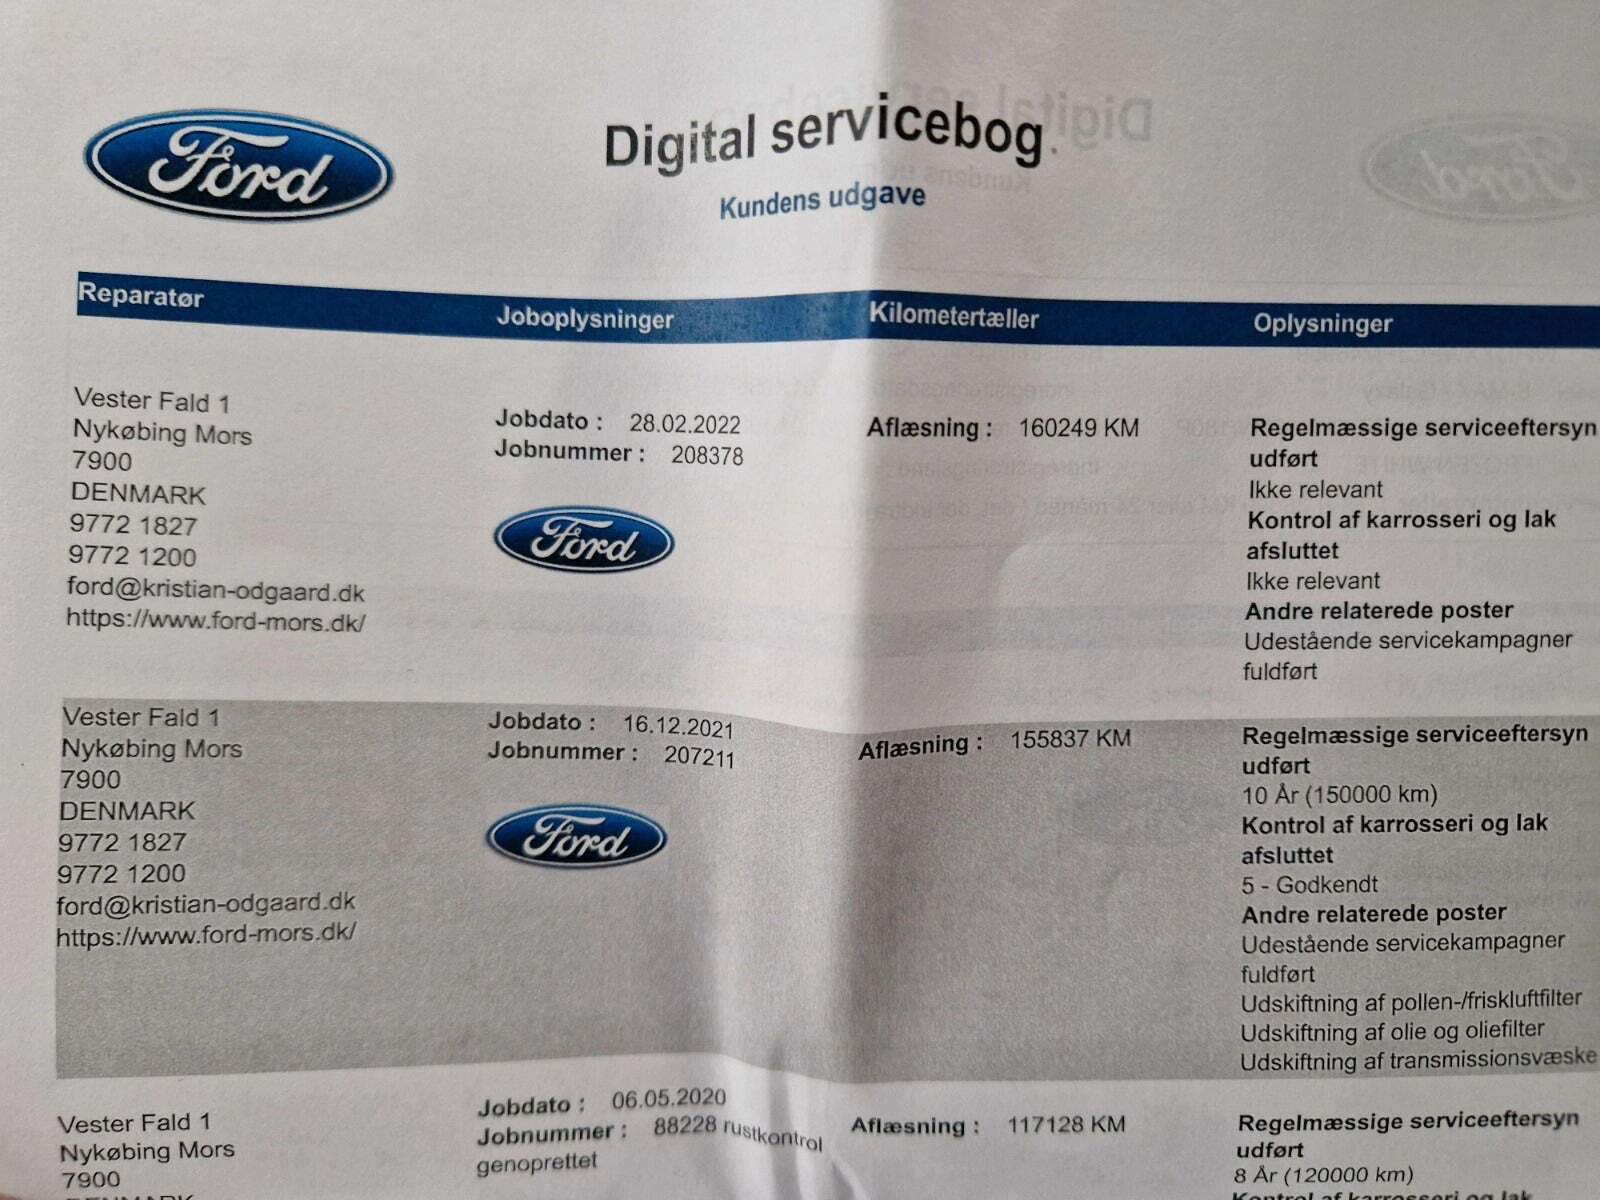 Ford
Digital servicebog
Kundens udgave
Reparatør Joboplysninger Kilometertæller Oplysninger
Vester Fald 1
Nykøbing Mors
7900
DENMARK
9772 1827
9772 1200
ford@kristian-odgaard.dk
https://www.ford-mors.dk/
Jobdato : 28.02.2022
Jobnummer : 208378
Ford
Aflæsning : 160249 KM
Regelmæssige serviceeftersyn
udført
Ikke relevant
Kontrol af karrosseri og lak
afsluttet
Ikke relevant
Andre relaterede poster
Udestående servicekampagner
fuldført
Vester Fald 1
Nykøbing Mors
7900
DENMARK
9772 1827
9772 1200
ford@kristian-odgaard.dk
https://www.ford-mors.dk/
Jobdato : 16.12.2021
Jobnummer : 207211
Ford
Aflæsning : 155837 KM
Regelmæssige serviceeftersyn
udført
10 År (150000 km)
Kontrol af karrosseri og lak
afsluttet
5 - Godkendt
Andre relaterede poster
Udestående servicekampagner
fuldført
Udskiftning af pollen-/friskluftfilter
Udskiftning af olie og oliefilter
Udskiftning af transmissionsvæske
Vester Fald 1
Nykøbing Mors
7900
DENMARK
Jobdato : 06.05.2020
Jobnummer : 88228 rustkontrol
genoprettet
Aflæsning : 117128 KM
Regelmæssige serviceeftersyn
udført
8 År (120000 km)
Kontrol af karrosseri og lak